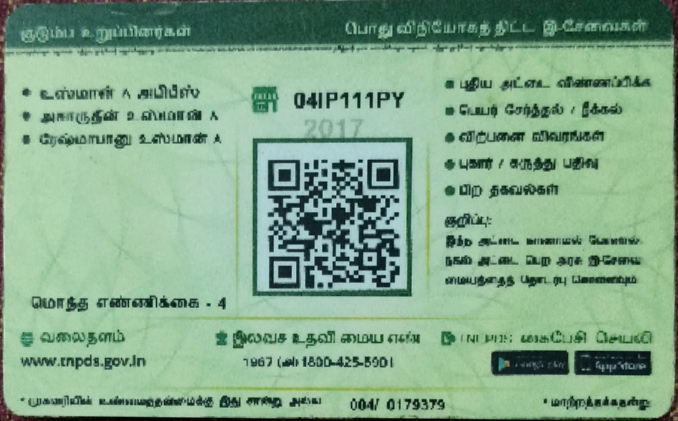 குடும்ப உறுப்பினர்கள்
பொது விநியோகத் திட்ட இ-சேவைகள்
உஸ்மான் A அபிபீஸ்
அசாருதீன் உஸ்மான் A
ரேஷ்மாபானு உஸ்மான் A
04IP111PY
2017
புதிய அட்டை விண்ணப்பிக்க
பெயர் சேர்த்தல் / நீக்கல்
விற்பனை விவரங்கள்
புகார் / கருத்து பதிவு
பிற தகவல்கள்
குறிப்பு:
இந்த அட்டை காணாமல் போனால்
நகல் அட்டை பெற அரசு இ-சேவை
மையத்தைத் தொடர்பு கொள்ளவும்
மொத்த எண்ணிக்கை - 4
வலைதளம்
www.tnpds.gov.in
இலவச உதவி மைய எண்
1967 (அ) 1800-425-5901
TNEPDS கைபேசி செயலி
Google play
App Store
* முகவரியின் உண்மைத்தன்மைக்கு இது சான்று அல்ல
004/ 0179379
* மாற்றத்தக்கதன்று